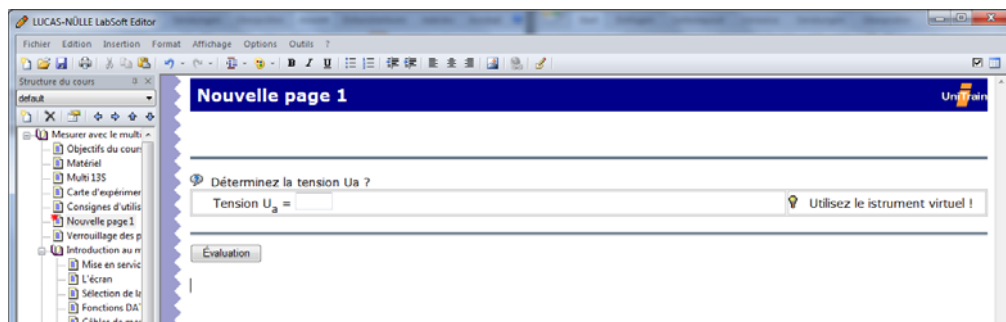 LUCAS-NÜLLE LabSoft Editor
Fichier Edition Insertion Format Affichage Options Outils ?
Structure du cours
default
Mesurer avec le multi
Objectifs du cour
Matériel
Multi 13S
Carte d'expérimer
Consignes d'utilis
Nouvelle page 1
Verrouillage des p
Introduction au m
Mise en servic
L'écran
Sélection de la
Fonctions DA
Nouvelle page 1
UniTrain
Déterminez la tension Ua ?
Tension Ua =
Utilisez le istrument virtuel !
Évaluation